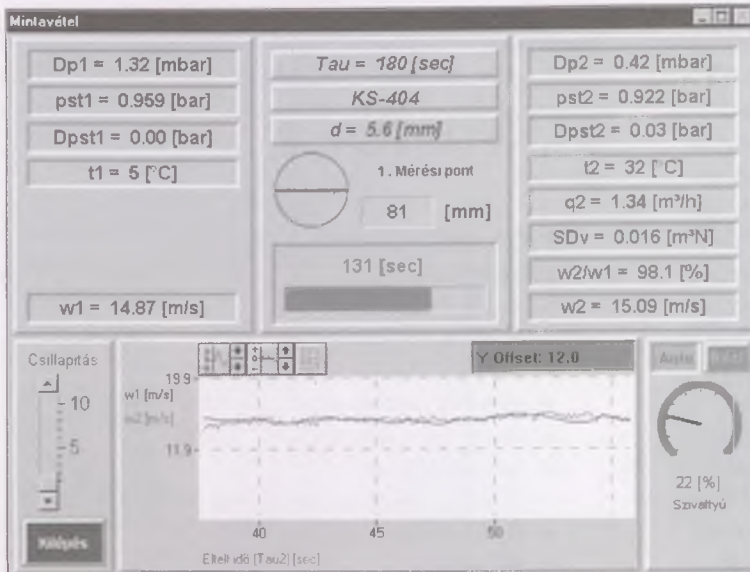 Mintavétel
Dp1 = 1.32 [mbar]
pst1 = 0.959 [bar]
Dpst1 = 0.00 [bar]
t1 = 5 [°C]
w1 = 14.87 [m/s]
Tau = 180 [sec]
KS-404
d = 5.6 [mm]
1. Mérési pont
81 [mm]
131 [sec]
Dp2 = 0.42 [mbar]
pst2 = 0.922 [bar]
Dpst2 = 0.03 [bar]
t2 = 32 [°C]
q2 = 1.34 [m³/h]
SDv = 0.016 [m³N]
w2/w1 = 98.1 [%]
w2 = 15.09 [m/s]
Csillapítás
10
5
Kilépés
Y Offset: 12.0
19.9
w1 [m/s]
w2 [m/s]
11.9
40 45 50
Eltelt idő [Tau2] [sec]
Auto
22 [%]
Szivattyú